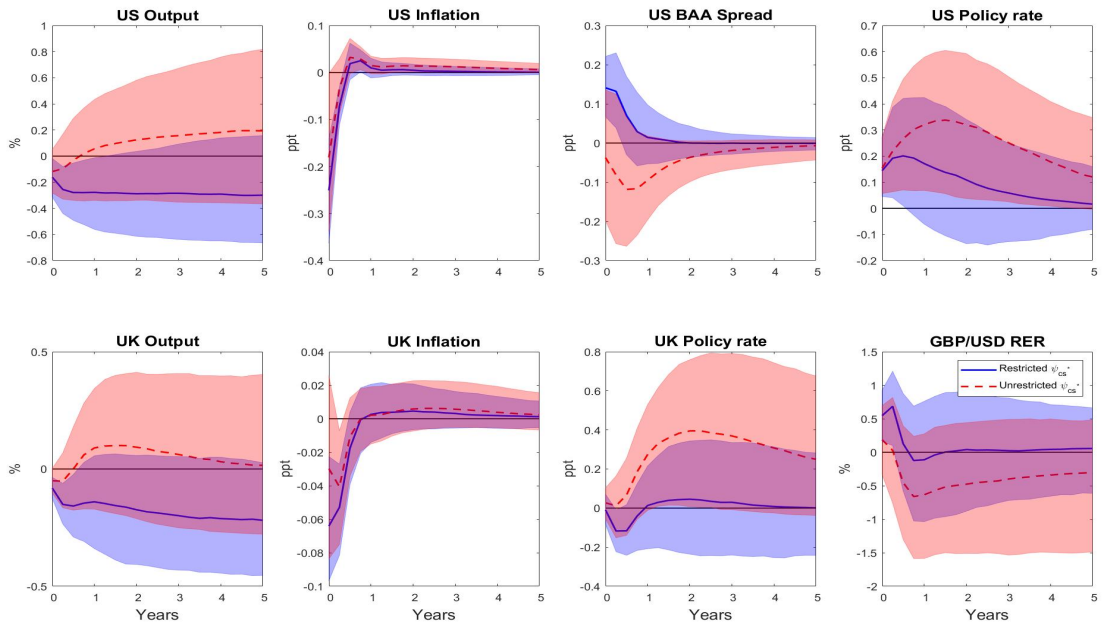 US Output
US Inflation
US BAA Spread
US Policy rate
1
0.8
0.6
0.4
0.2
0
-0.2
-0.4
-0.6
-0.8
%
0 1 2 3 4 5
0.1
0
-0.1
-0.2
-0.3
-0.4
ppt
0 1 2 3 4 5
0.3
0.2
0.1
0
-0.1
-0.2
-0.3
ppt
0 1 2 3 4 5
0.7
0.6
0.5
0.4
0.3
0.2
0.1
0
-0.1
-0.2
ppt
0 1 2 3 4 5
UK Output
UK Inflation
UK Policy rate
GBP/USD RER
0.5
0
-0.5
%
0 1 2 3 4 5
Years
0.04
0.02
0
-0.02
-0.04
-0.06
-0.08
-0.1
ppt
0 1 2 3 4 5
Years
0.8
0.6
0.4
0.2
0
-0.2
-0.4
ppt
0 1 2 3 4 5
Years
1.5
1
0.5
0
-0.5
-1
-1.5
-2
%
0 1 2 3 4 5
Years
Restricted ψcs*
Unrestricted ψcs*